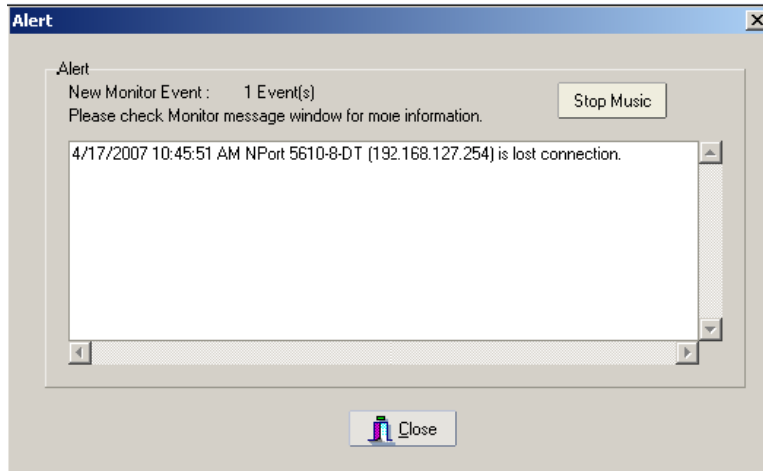 Alert
Alert
New Monitor Event : 1 Event(s)
Stop Music
Please check Monitor message window for more information.
4/17/2007 10:45:51 AM NPort 5610-8-DT (192.168.127.254) is lost connection.
Close